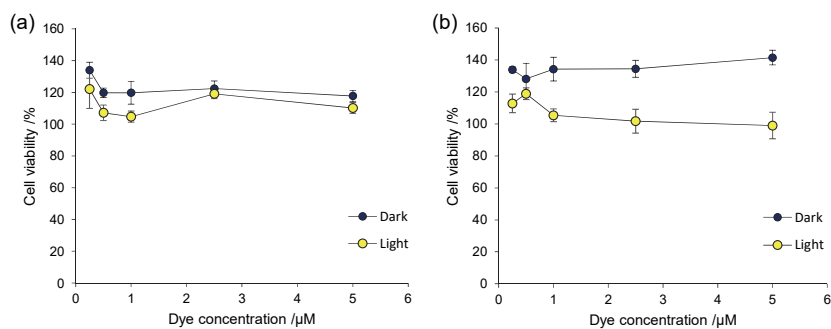 (a)
160
140
120
100
80
60
40
20
0
Cell viability /%
Dark
Light
0 1 2 3 4 5 6
Dye concentration /μM
(b)
160
140
120
100
80
60
40
20
0
Cell viability /%
Dark
Light
0 1 2 3 4 5 6
Dye concentration /μM